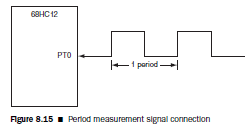 68HC12
PT0
1 period
Figure 8.15 ■ Period measurement signal connection